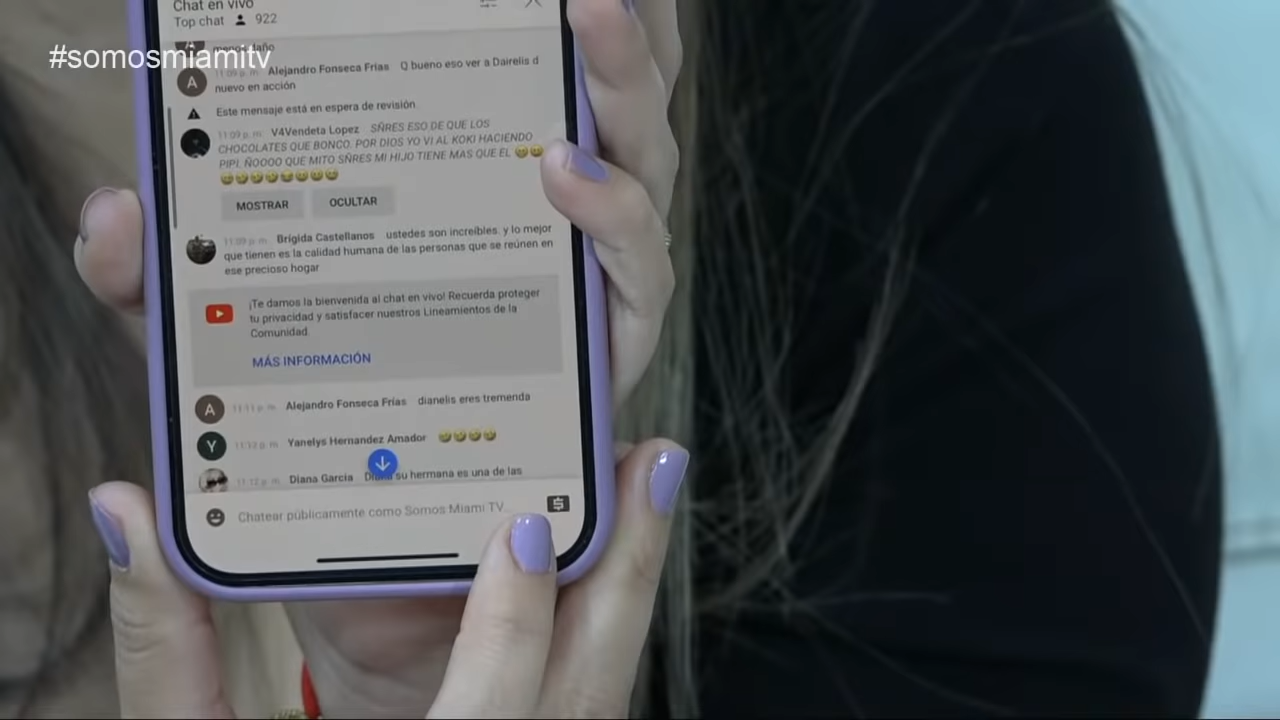 Chat en vivo
Top chat 922
#somosmiamitv
11:09 p. m. Alejandro Fonseca Frías Q bueno eso ver a Dairelis d
nuevo en acción
Este mensaje está en espera de revisión.
11:09 p. m. V4Vendeta Lopez SÑRES ESO DE QUE LOS
CHOCOLATES QUE BONCO. POR DIOS YO VI AL KOKI HACIENDO
PIPI. ÑOOOO QUE MITO SÑRES MI HIJO TIENE MAS QUE EL
MOSTRAR OCULTAR
11:09 p. m. Brígida Castellanos ustedes son increíbles. y lo mejor
que tienen es la calidad humana de las personas que se reúnen en
ese precioso hogar
¡Te damos la bienvenida al chat en vivo! Recuerda proteger
tu privacidad y satisfacer nuestros Lineamientos de la
Comunidad.
MÁS INFORMACIÓN
A 11:11 p. m. Alejandro Fonseca Frías dianelis eres tremenda
Y Yanelys Hernandez Amador
11:12 p. m. Diana Garcia su hermana es una de las
Chatear públicamente como Somos Miami TV...